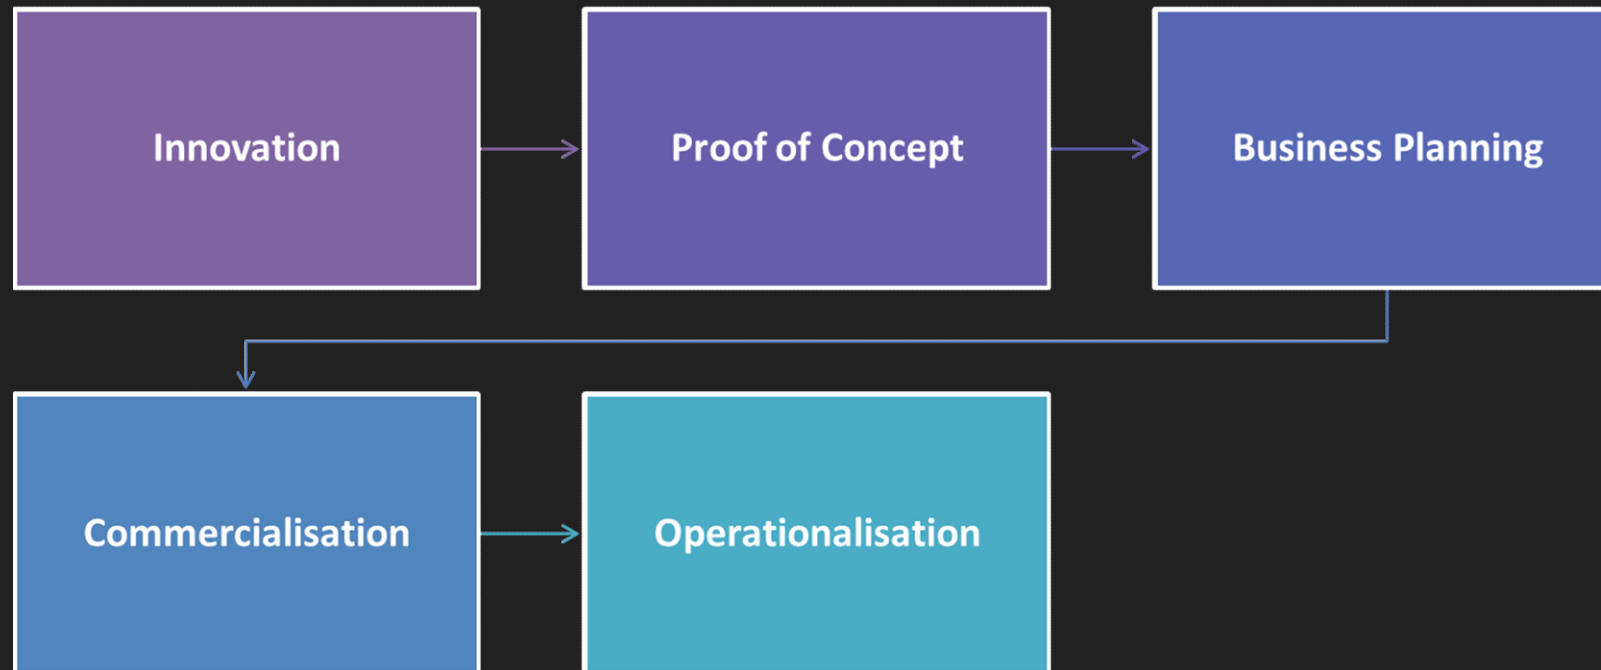 Innovation
Proof of Concept
Business Planning
Commercialisation
Operationalisation